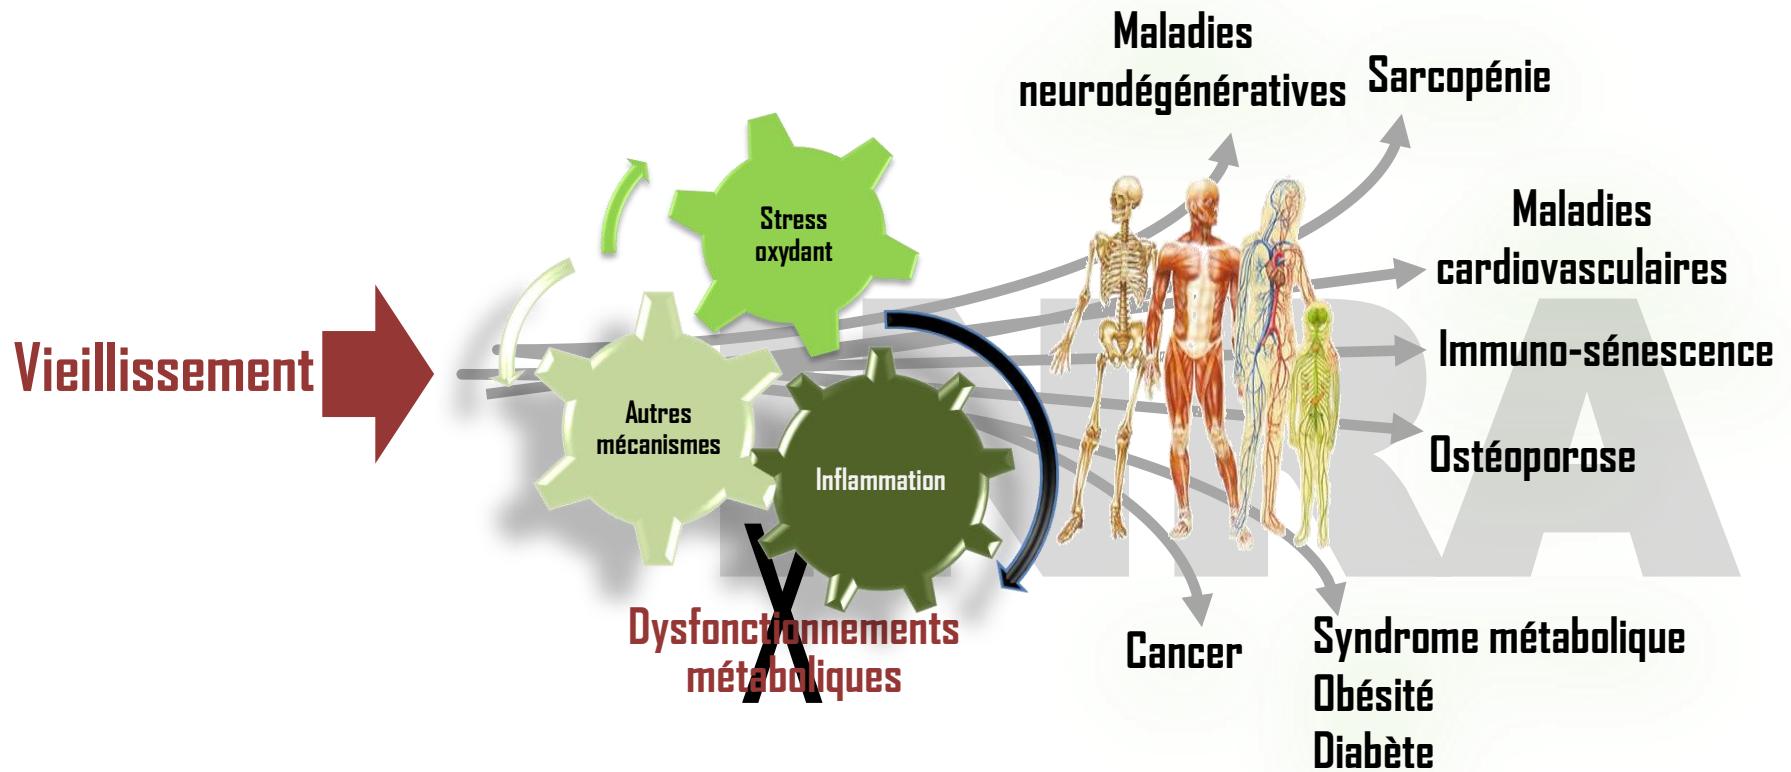 Maladies
neurodégénératives
Sarcopénie
Stress
oxydant
Maladies
cardiovasculaires
Vieillissement
Immuno-sénescence
Autres
mécanismes
Inflammation
Ostéoporose
X
Dysfonctionnements
métaboliques
Cancer
Syndrome métabolique
Obésité
Diabète
INRA